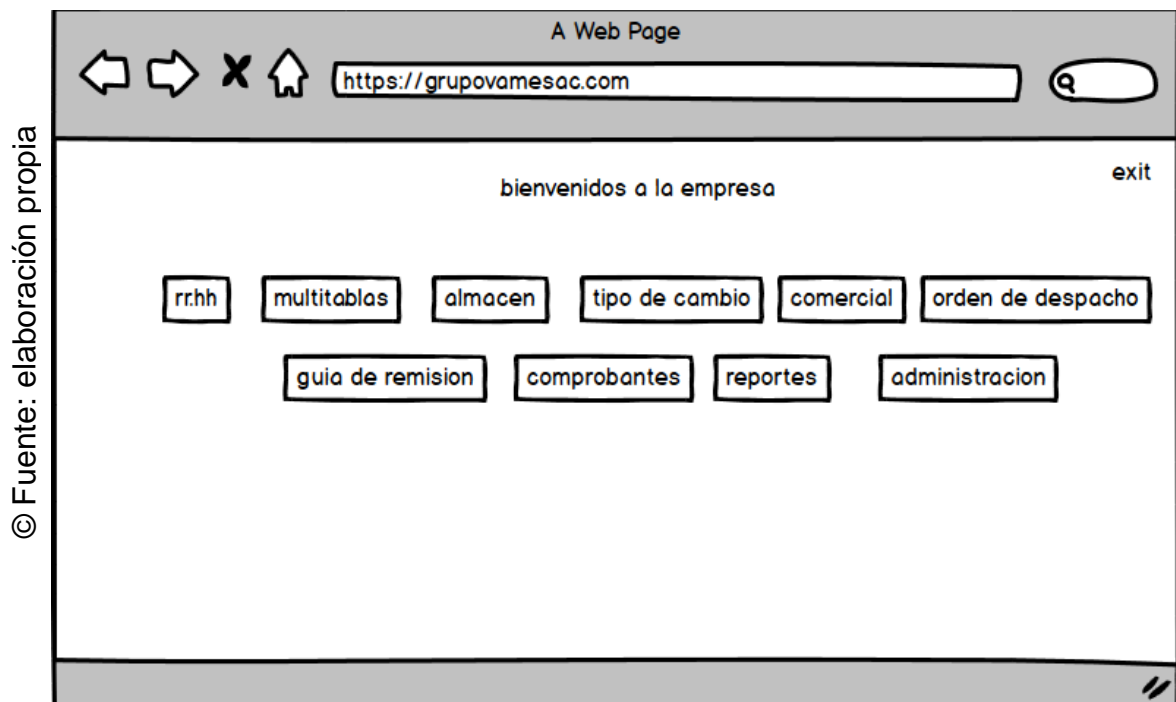 A Web Page
https://grupovamesac.com
exit
bienvenidos a la empresa
rr.hh multitablas almacen tipo de cambio comercial orden de despacho
guia de remision comprobantes reportes administracion
© Fuente: elaboración propia